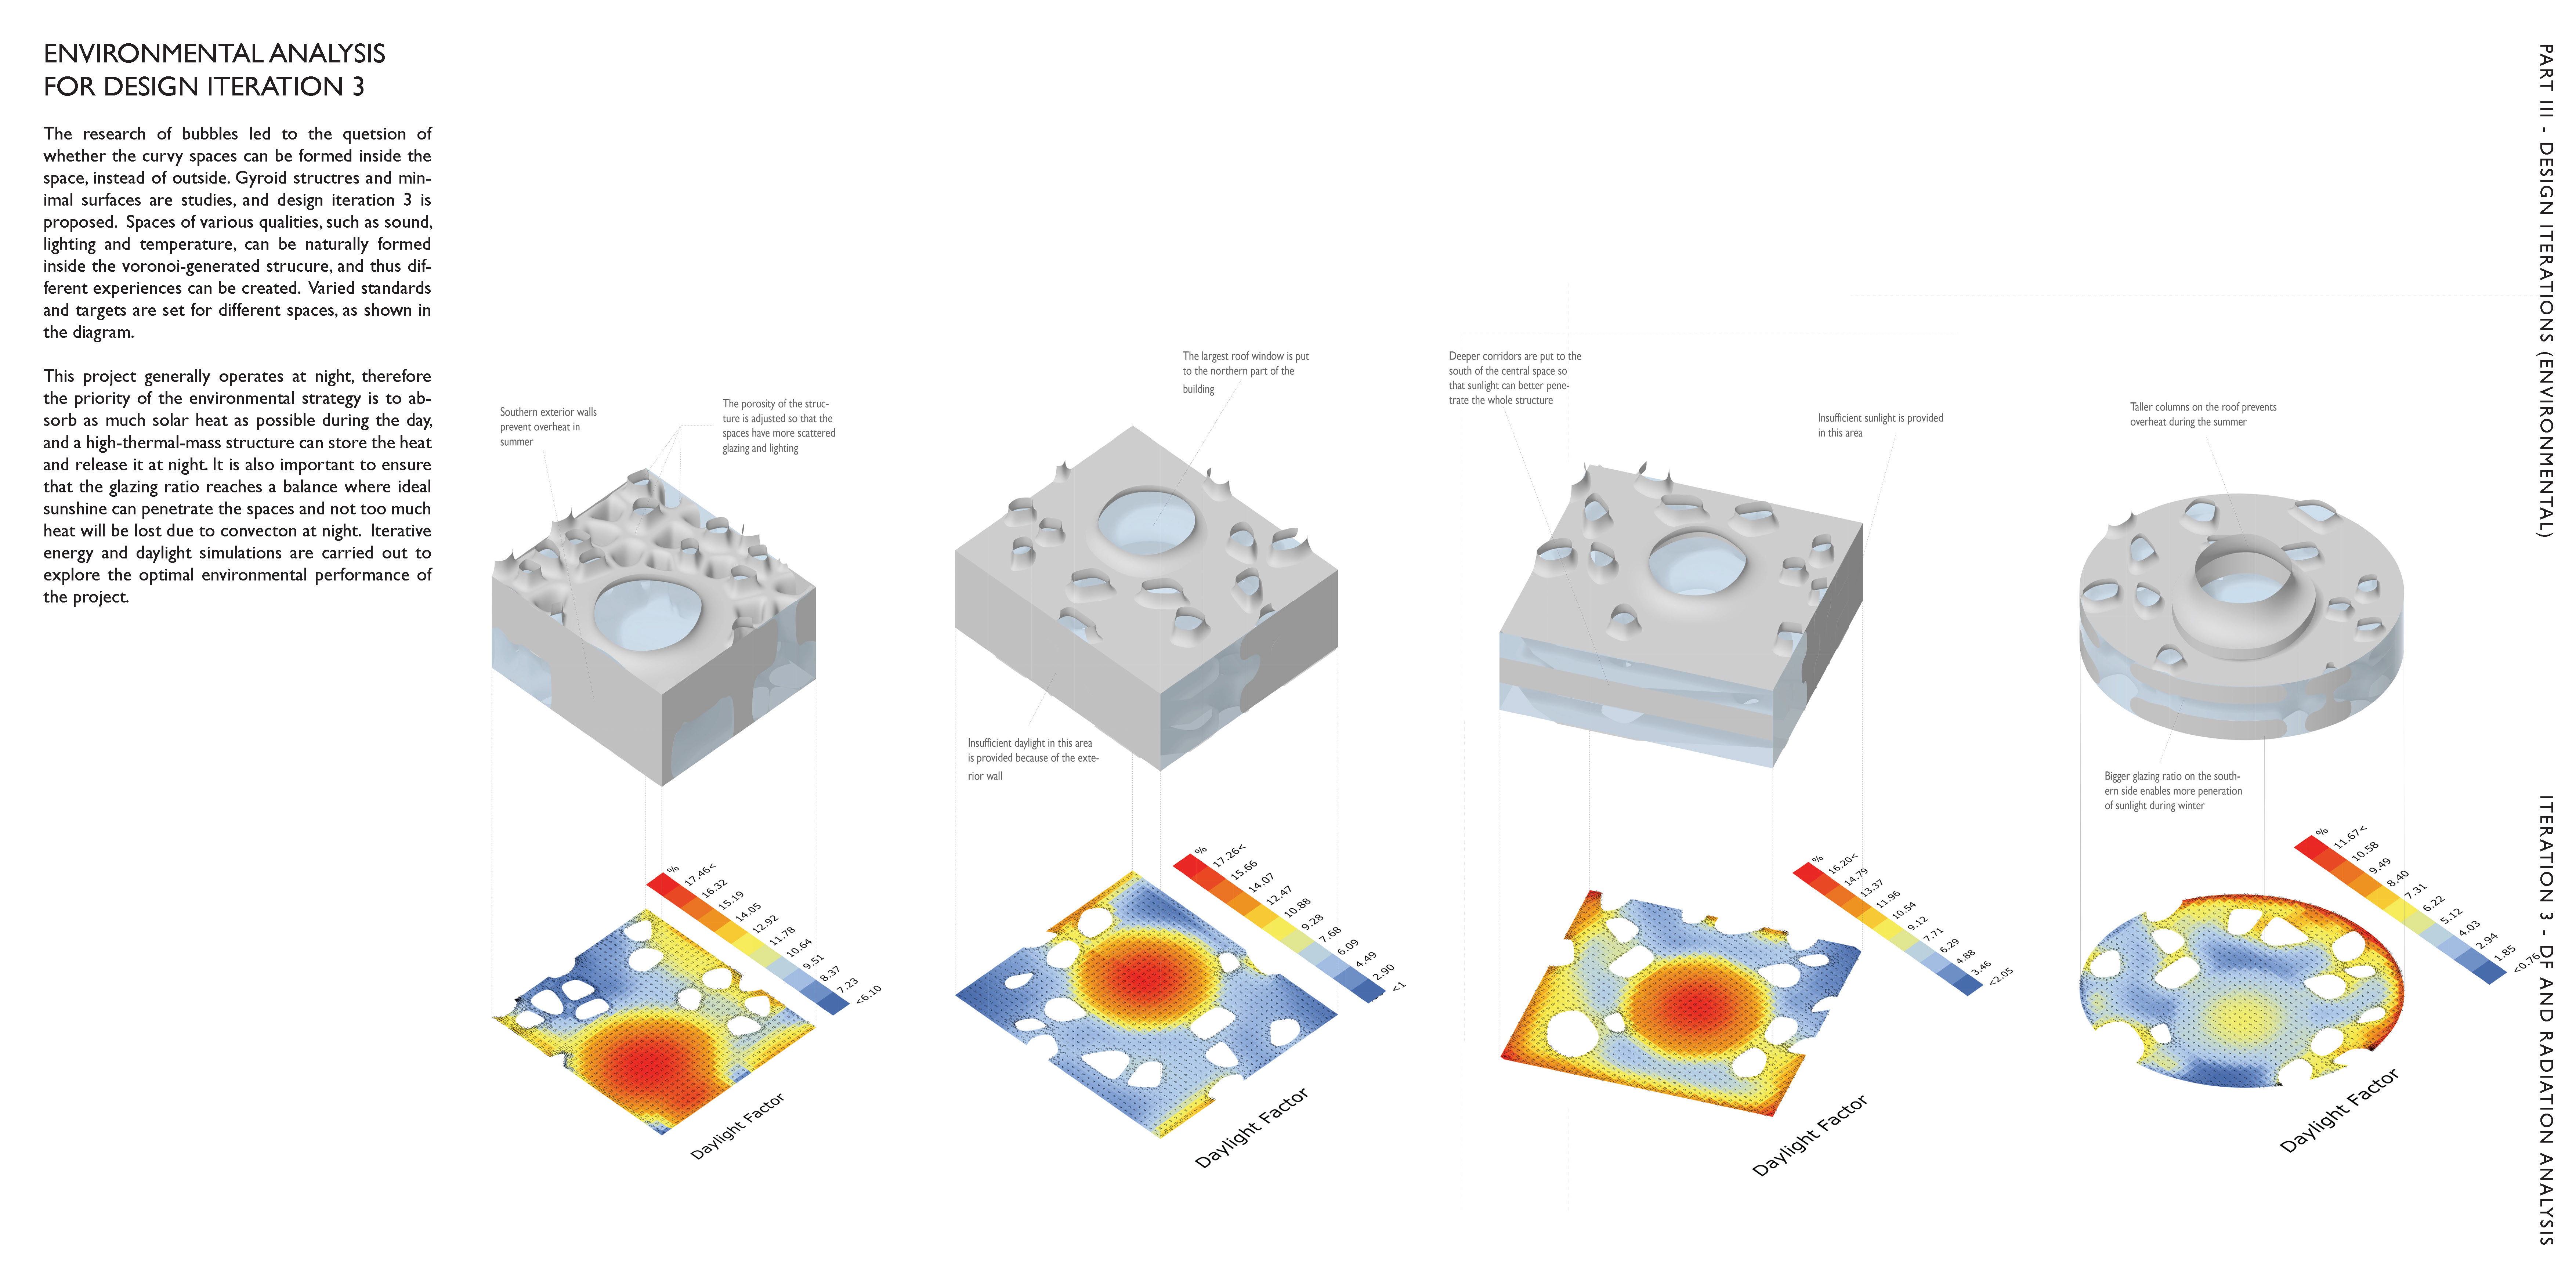 ENVIRONMENTAL ANALYSIS
FOR DESIGN ITERATION 3
The research of bubbles led to the quetsion of
whether the curvy spaces can be formed inside the
space, instead of outside. Gyroid structres and min-
imal surfaces are studies, and design iteration 3 is
proposed. Spaces of various qualities, such as sound,
lighting and temperature, can be naturally formed
inside the voronoi-generated strucure, and thus dif-
ferent experiences can be created. Varied standards
and targets are set for different spaces, as shown in
the diagram.
This project generally operates at night, therefore
the priority of the environmental strategy is to ab-
sorb as much solar heat as possible during the day,
and a high-thermal-mass structure can store the heat
and release it at night. It is also important to ensure
that the glazing ratio reaches a balance where ideal
sunshine can penetrate the spaces and not too much
heat will be lost due to convecton at night. Iterative
energy and daylight simulations are carried out to
explore the optimal environmental performance of
the project.
Southern exterior walls
prevent overheat in
summer
The porosity of the struc-
ture is adjusted so that the
spaces have more scattered
glazing and lighting
%
17.46<
16.32
15.19
14.05
12.92
11.78
10.64
9.51
8.37
7.23
<6.10
Daylight Factor
The largest roof window is put
to the northern part of the
building
Insufficient daylight in this area
is provided because of the exte-
rior wall
%
17.26<
15.66
14.07
12.47
10.88
9.28
7.68
6.09
4.49
2.90
<1
Daylight Factor
Deeper corridors are put to the
south of the central space so
that sunlight can better pene-
trate the whole structure
Insufficient sunlight is provided
in this area
%
16.20<
14.79
13.37
11.96
10.54
9.12
7.71
6.29
4.88
3.46
<2.05
Daylight Factor
Taller columns on the roof prevents
overheat during the summer
Bigger glazing ratio on the south-
ern side enables more peneration
of sunlight during winter
%
11.67<
10.58
9.49
8.40
7.31
6.22
5.12
4.03
2.94
1.85
<0.76
Daylight Factor
PART III - DESIGN ITERATIONS (ENVIRONMENTAL)
ITERATION 3 - DF AND RADIATION ANALYSIS